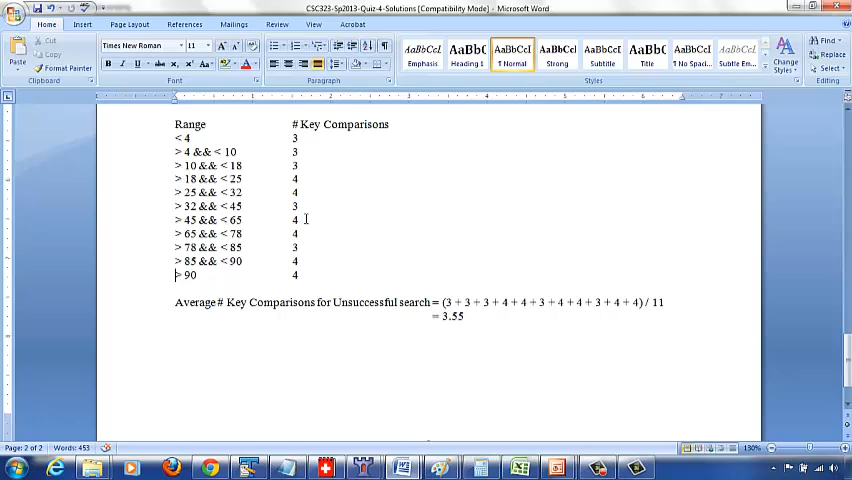 CSC323-Sp2013-Quiz-4-Solutions [Compatibility Mode] - Microsoft Word
Home Insert Page Layout References Mailings Review View Acrobat
Cut
Copy
Format Painter
Paste
Clipboard
Times New Roman 11
Font
Paragraph
AaBbCcL AaBbC AaBbCcI AaBbCcl AaBbCcI AaBbC AaBbCcI AaBbCcL
Emphasis Heading 1 ¶ Normal Strong Subtitle Title ¶ No Spaci... Subtle Em...
Styles
Change Styles
Find
Replace
Select
Editing
Range # Key Comparisons
< 4 3
> 4 && < 10 3
> 10 && < 18 3
> 18 && < 25 4
> 25 && < 32 4
> 32 && < 45 3
> 45 && < 65 4
> 65 && < 78 4
> 78 && < 85 3
> 85 && < 90 4
> 90 4
Average # Key Comparisons for Unsuccessful search = (3 + 3 + 3 + 4 + 4 + 3 + 4 + 4 + 3 + 4 + 4) / 11
= 3.55
Page: 2 of 2 Words: 453 130%